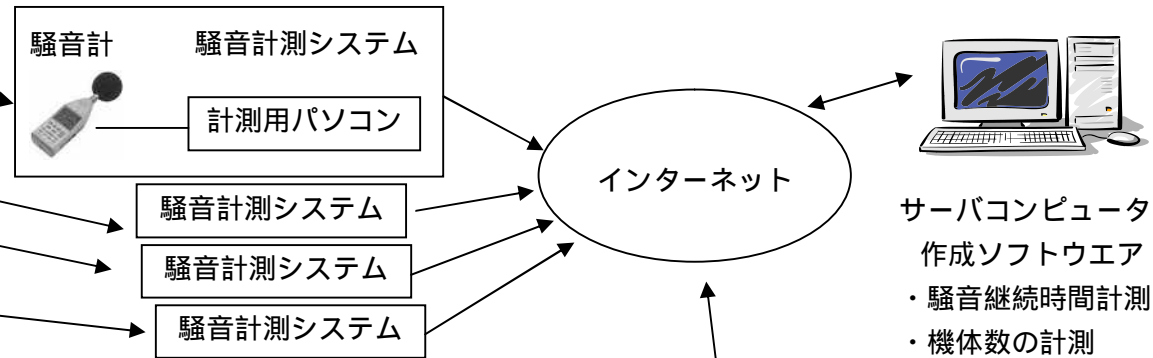 騒音計
騒音計測システム
計測用パソコン
騒音計測システム
騒音計測システム
騒音計測システム
インターネット
サーバコンピュータ
作成ソフトウエア
・騒音継続時間計測
・機体数の計測